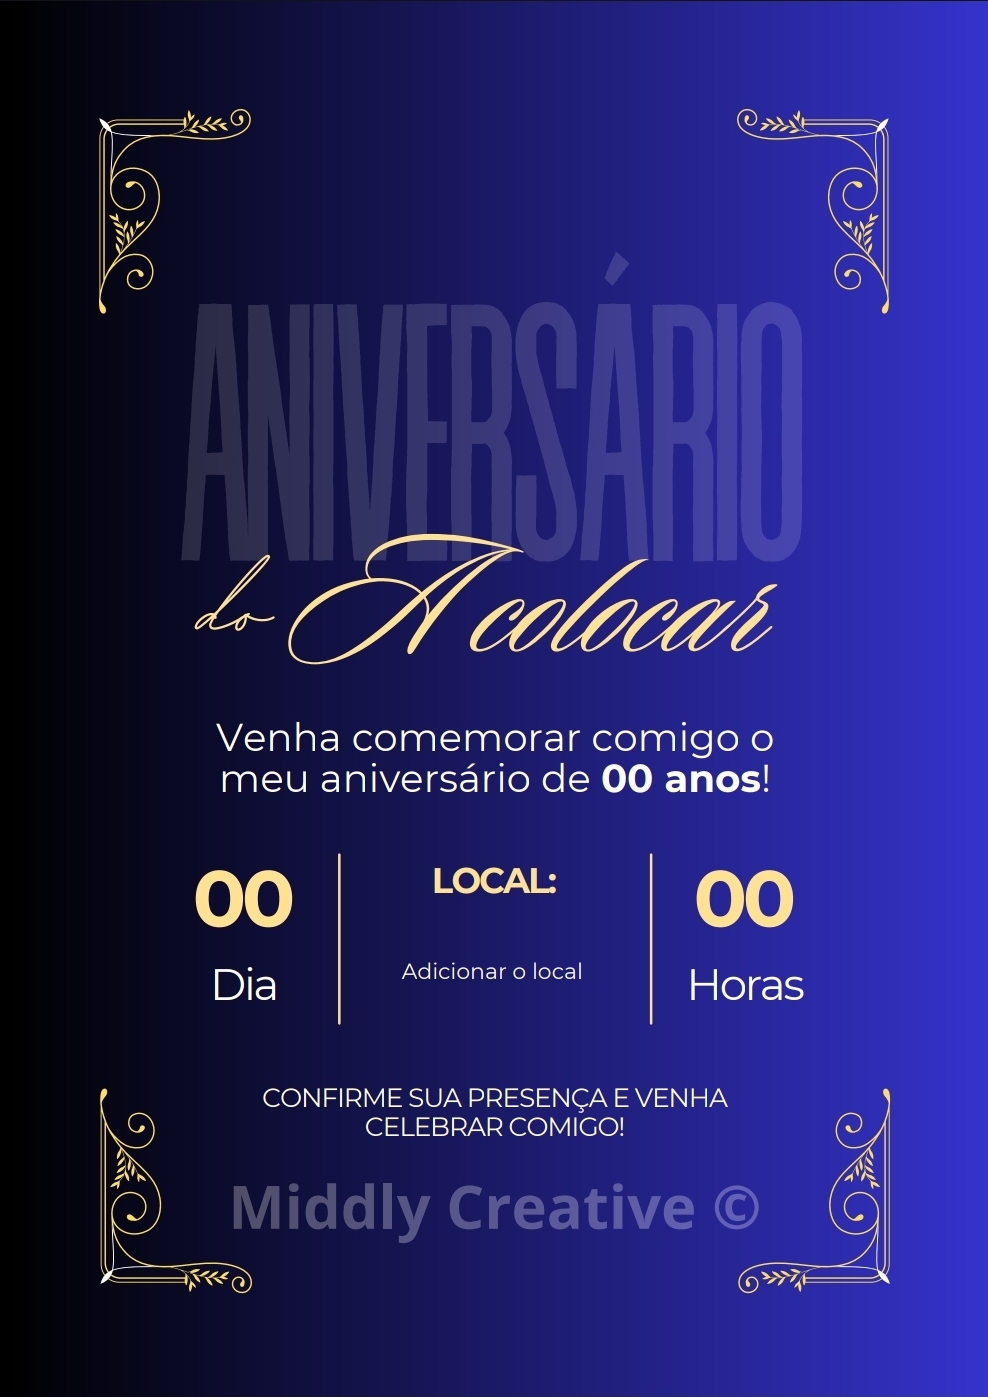 ANIVERSÁRIO
do A colocar
Venha comemorar comigo o
meu aniversário de 00 anos!
00
Dia
LOCAL:
Adicionar o local
00
Horas
CONFIRME SUA PRESENÇA E VENHA
CELEBRAR COMIGO!
Middly Creative ©